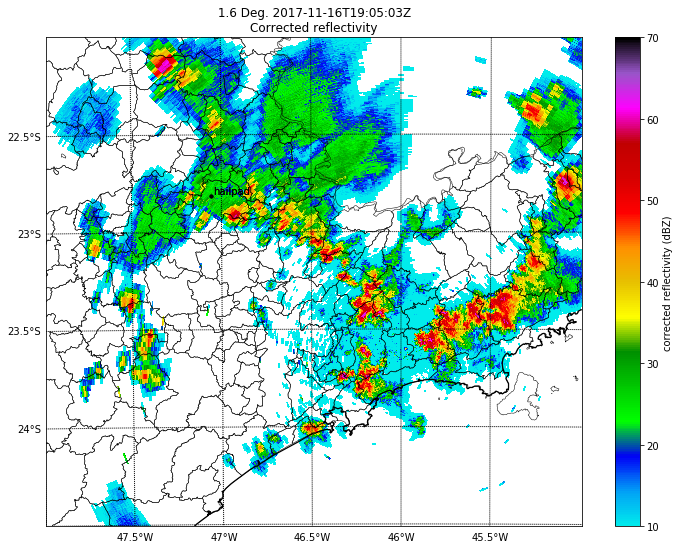 1.6 Deg. 2017-11-16T19:05:03Z
Corrected reflectivity
70
60
50
40
30
20
10
corrected reflectivity (dBZ)
22.5°S
23°S
23.5°S
24°S
47.5°W
47°W
46.5°W
46°W
45.5°W